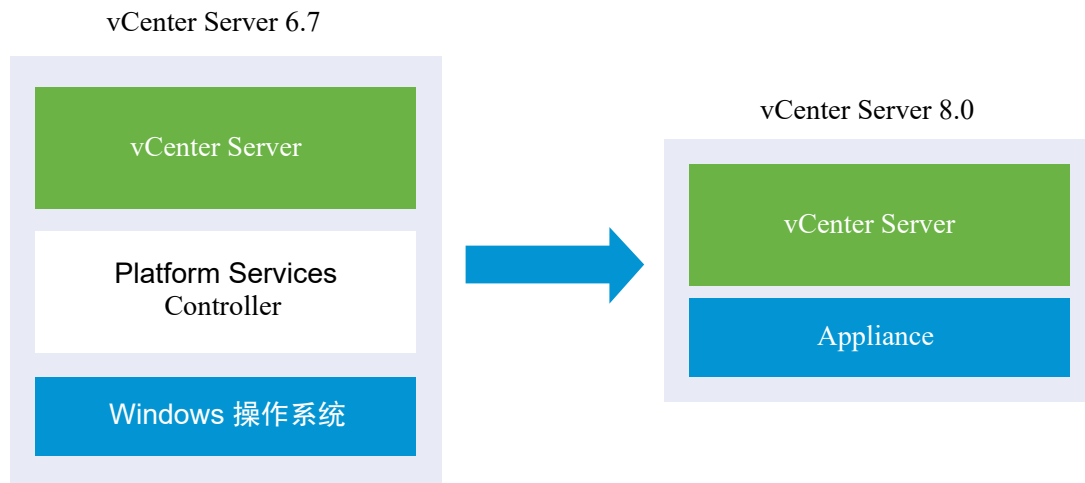 vCenter Server 6.7
vCenter Server
Platform Services
Controller
Windows 操作系统
vCenter Server 8.0
vCenter Server
Appliance